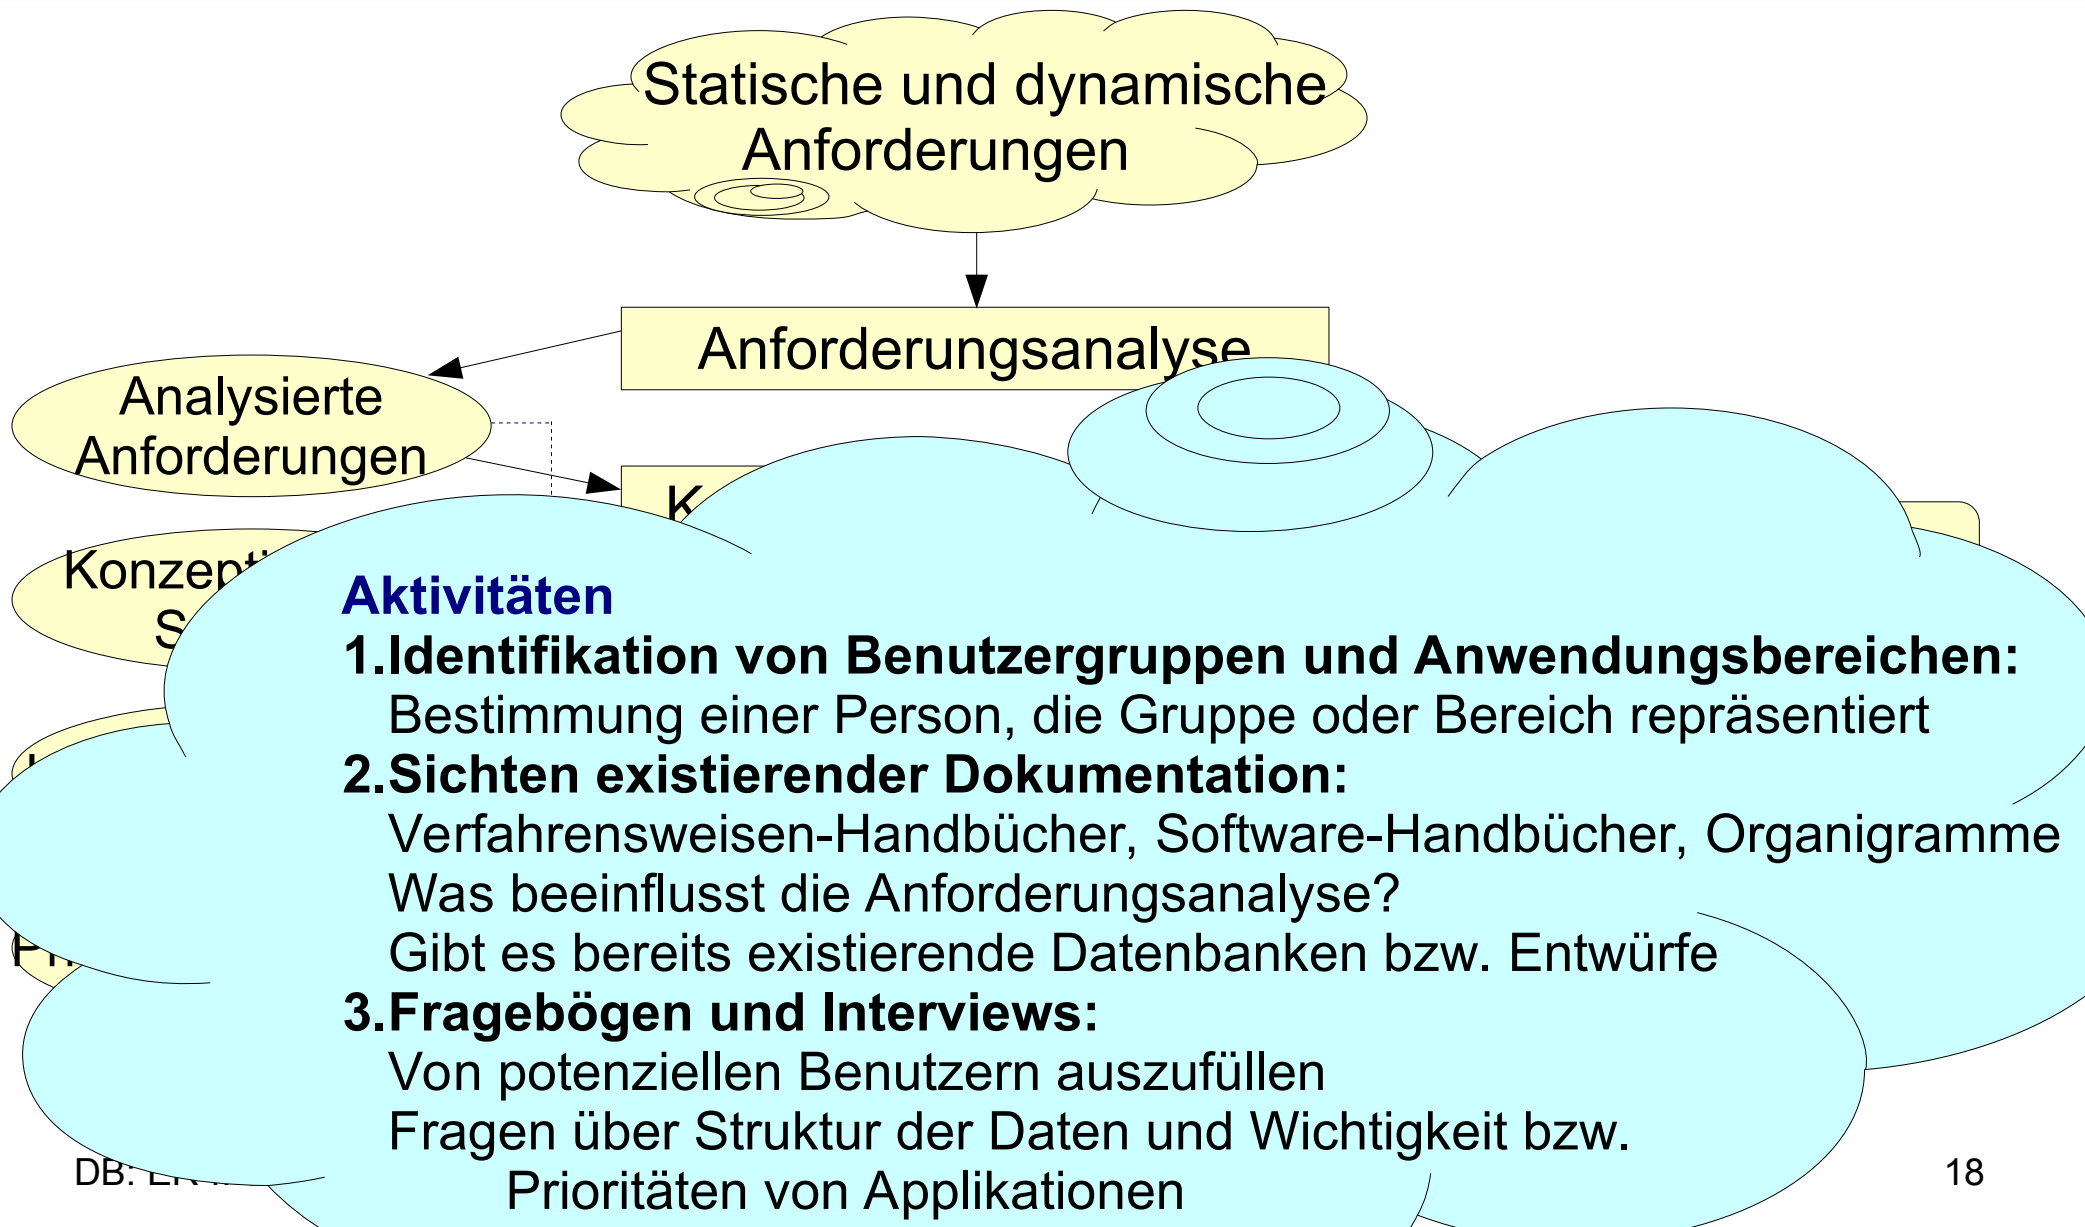 Statische und dynamische
Anforderungen
Anforderungsanalyse
Analysierte
Anforderungen
Aktivitäten
1.Identifikation von Benutzergruppen und Anwendungsbereichen:
Bestimmung einer Person, die Gruppe oder Bereich repräsentiert
2.Sichten existierender Dokumentation:
Verfahrensweisen-Handbücher, Software-Handbücher, Organigramme
Was beeinflusst die Anforderungsanalyse?
Gibt es bereits existierende Datenbanken bzw. Entwürfe
3.Fragebögen und Interviews:
Von potenziellen Benutzern auszufüllen
Fragen über Struktur der Daten und Wichtigkeit bzw.
Prioritäten von Applikationen
DB:
18